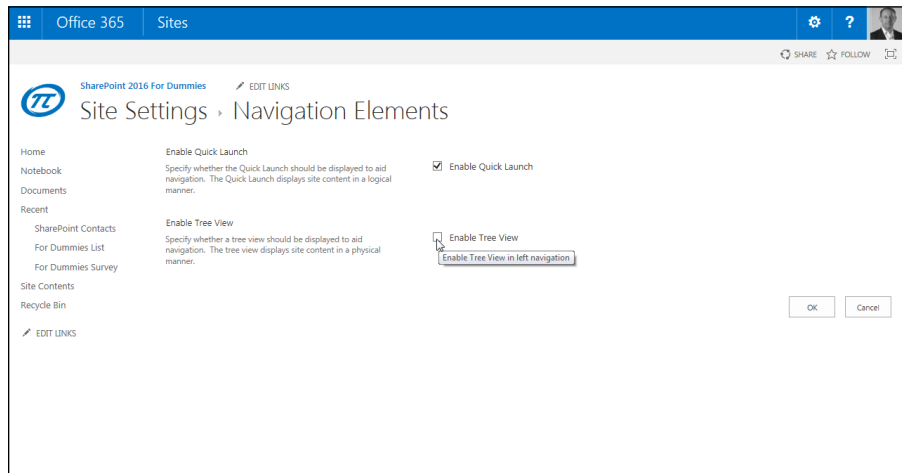 Office 365
Sites
?
SHARE
FOLLOW
SharePoint 2016 For Dummies
EDIT LINKS
Site Settings › Navigation Elements
Home
Notebook
Documents
Recent
SharePoint Contacts
For Dummies List
For Dummies Survey
Site Contents
Recycle Bin
EDIT LINKS
Enable Quick Launch
Specify whether the Quick Launch should be displayed to aid
navigation. The Quick Launch displays site content in a logical
manner.
Enable Quick Launch
Enable Tree View
Specify whether a tree view should be displayed to aid
navigation. The tree view displays site content in a physical
manner.
Enable Tree View
Enable Tree View in left navigation
OK
Cancel